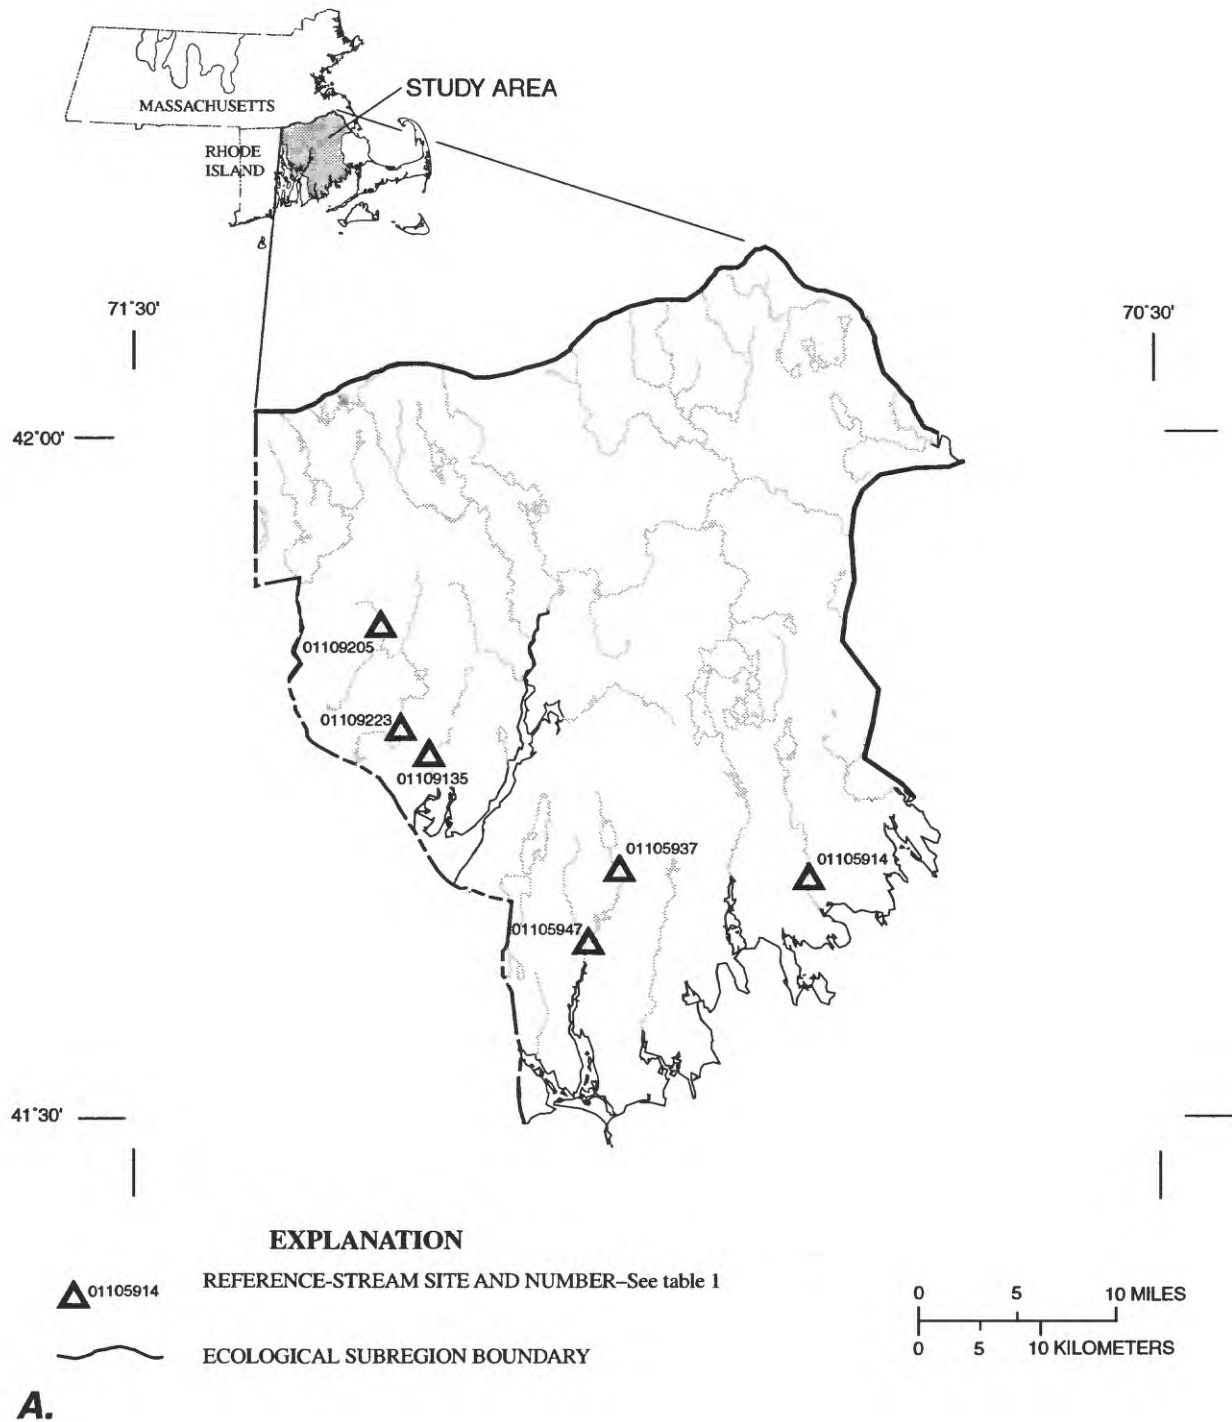 MASSACHUSETTS
STUDY AREA
RHODE
ISLAND
71°30'
70°30'
42°00'
01109205
01109223
01109135
01105937
01105914
01105947
41°30'
EXPLANATION
01105914
REFERENCE-STREAM SITE AND NUMBER–See table 1
ECOLOGICAL SUBREGION BOUNDARY
0 5 10 MILES
0 5 10 KILOMETERS
A.